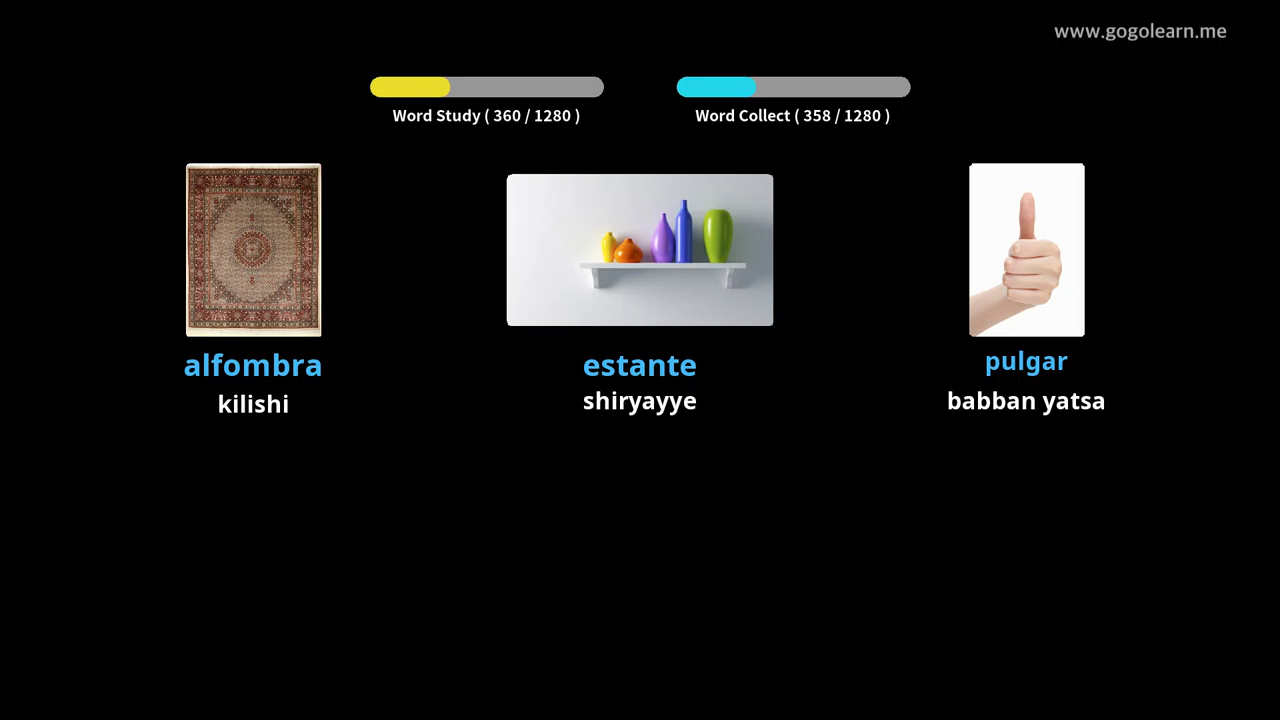 www.gogolearn.me
Word Study ( 360 / 1280 )
Word Collect ( 358 / 1280 )
alfombra
kilishi
estante
shiryayye
pulgar
babban yatsa